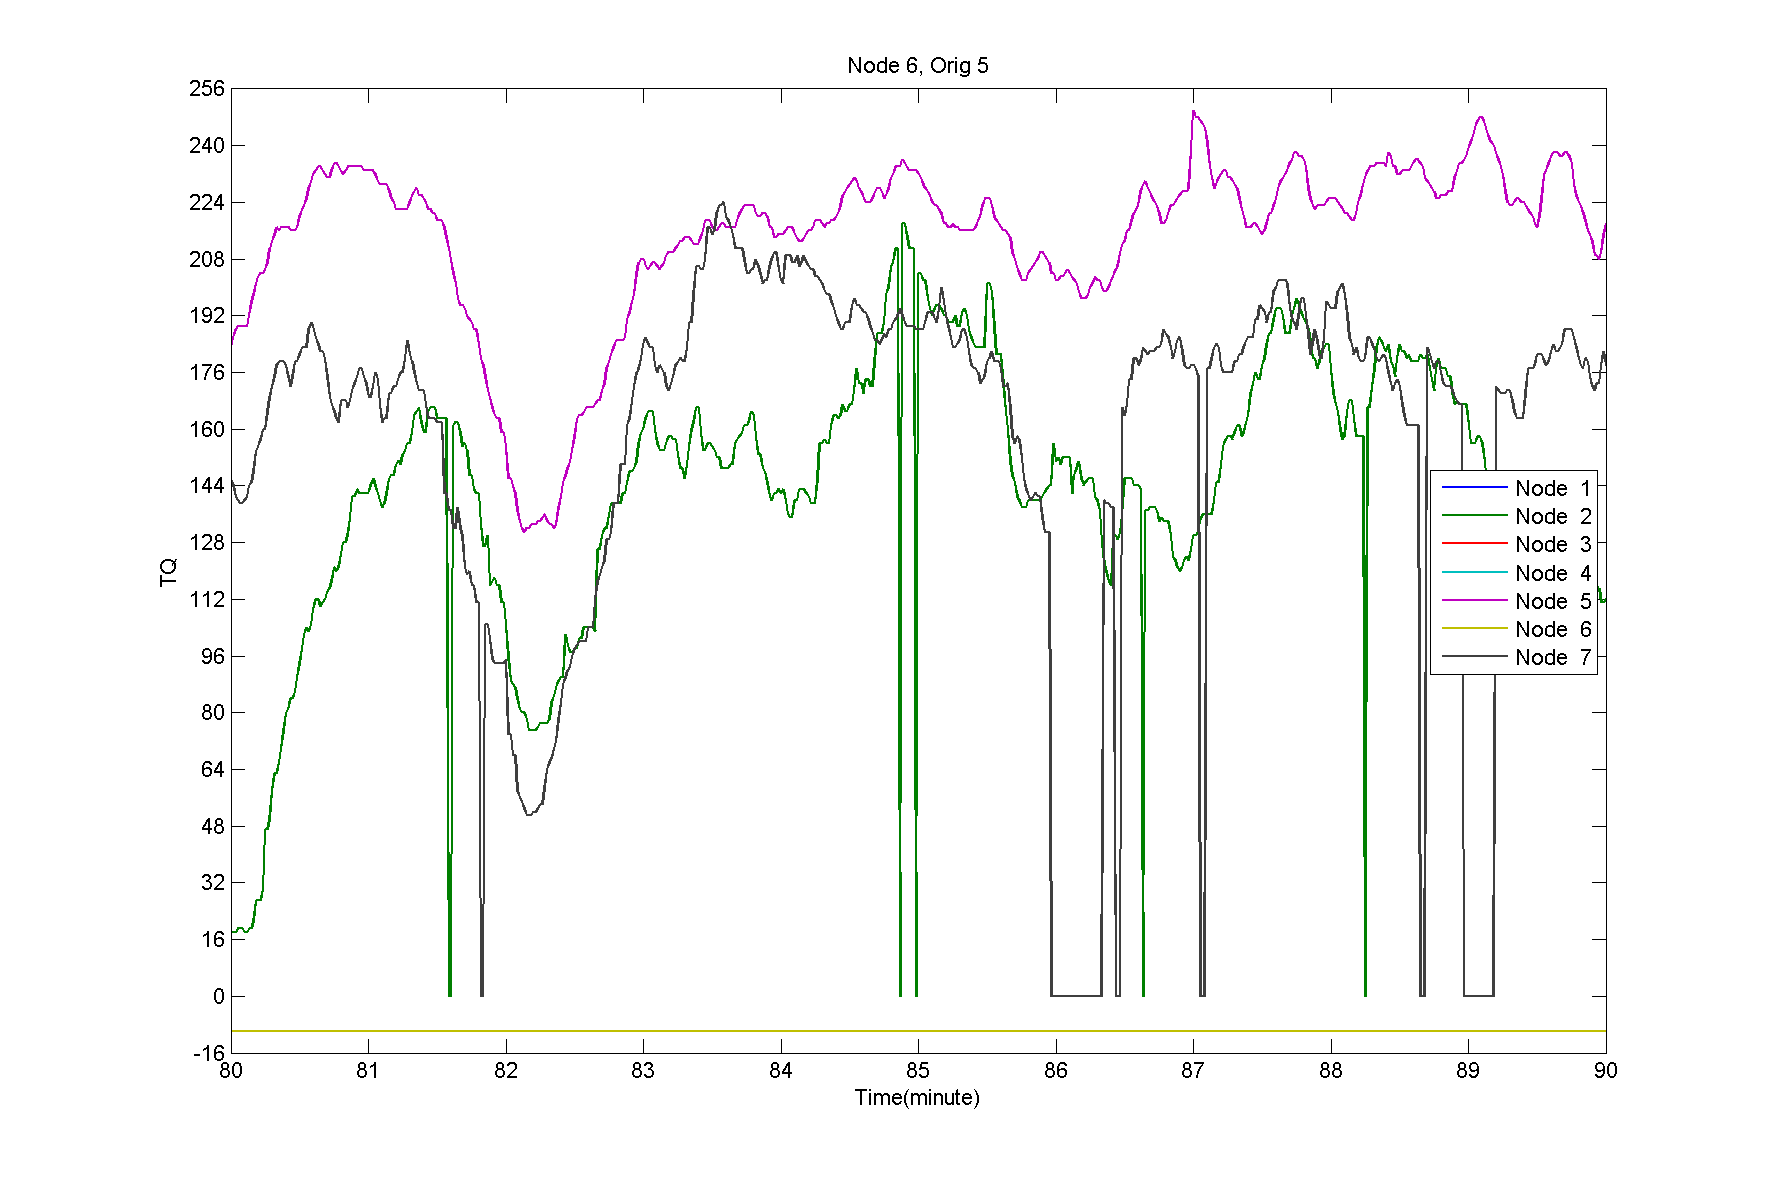 Node 6, Orig 5
256
240
224
208
192
176
160
144
128
112
96
80
64
48
32
16
0
-16
TQ
80 81 82 83 84 85 86 87 88 89 90
Time(minute)
Node 1
Node 2
Node 3
Node 4
Node 5
Node 6
Node 7